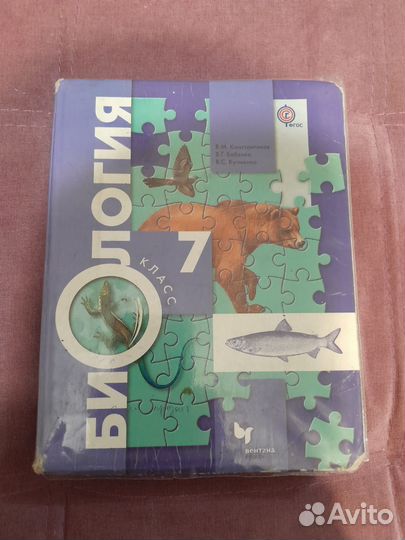 БИОЛОГИЯ
7
КЛАСС
В.М. Константинов
В.Г. Бабенко
В.С. Кучменко
ФГОС
вентана
Avito